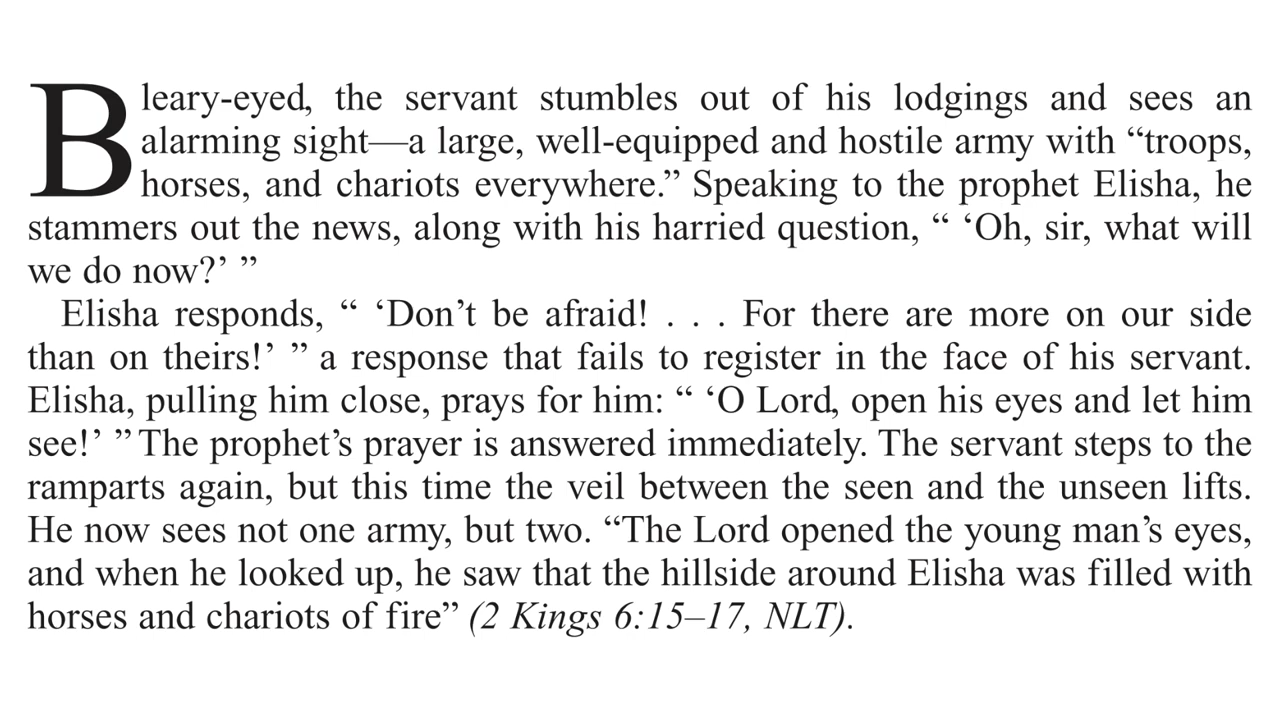 Bleary-eyed, the servant stumbles out of his lodgings and sees an
alarming sight—a large, well-equipped and hostile army with “troops,
horses, and chariots everywhere.” Speaking to the prophet Elisha, he
stammers out the news, along with his harried question, “ ‘Oh, sir, what will
we do now?’ ”
Elisha responds, “ ‘Don’t be afraid! . . . For there are more on our side
than on theirs!’ ” a response that fails to register in the face of his servant.
Elisha, pulling him close, prays for him: “ ‘O Lord, open his eyes and let him
see!’ ” The prophet’s prayer is answered immediately. The servant steps to the
ramparts again, but this time the veil between the seen and the unseen lifts.
He now sees not one army, but two. “The Lord opened the young man’s eyes,
and when he looked up, he saw that the hillside around Elisha was filled with
horses and chariots of fire” (2 Kings 6:15–17, NLT).